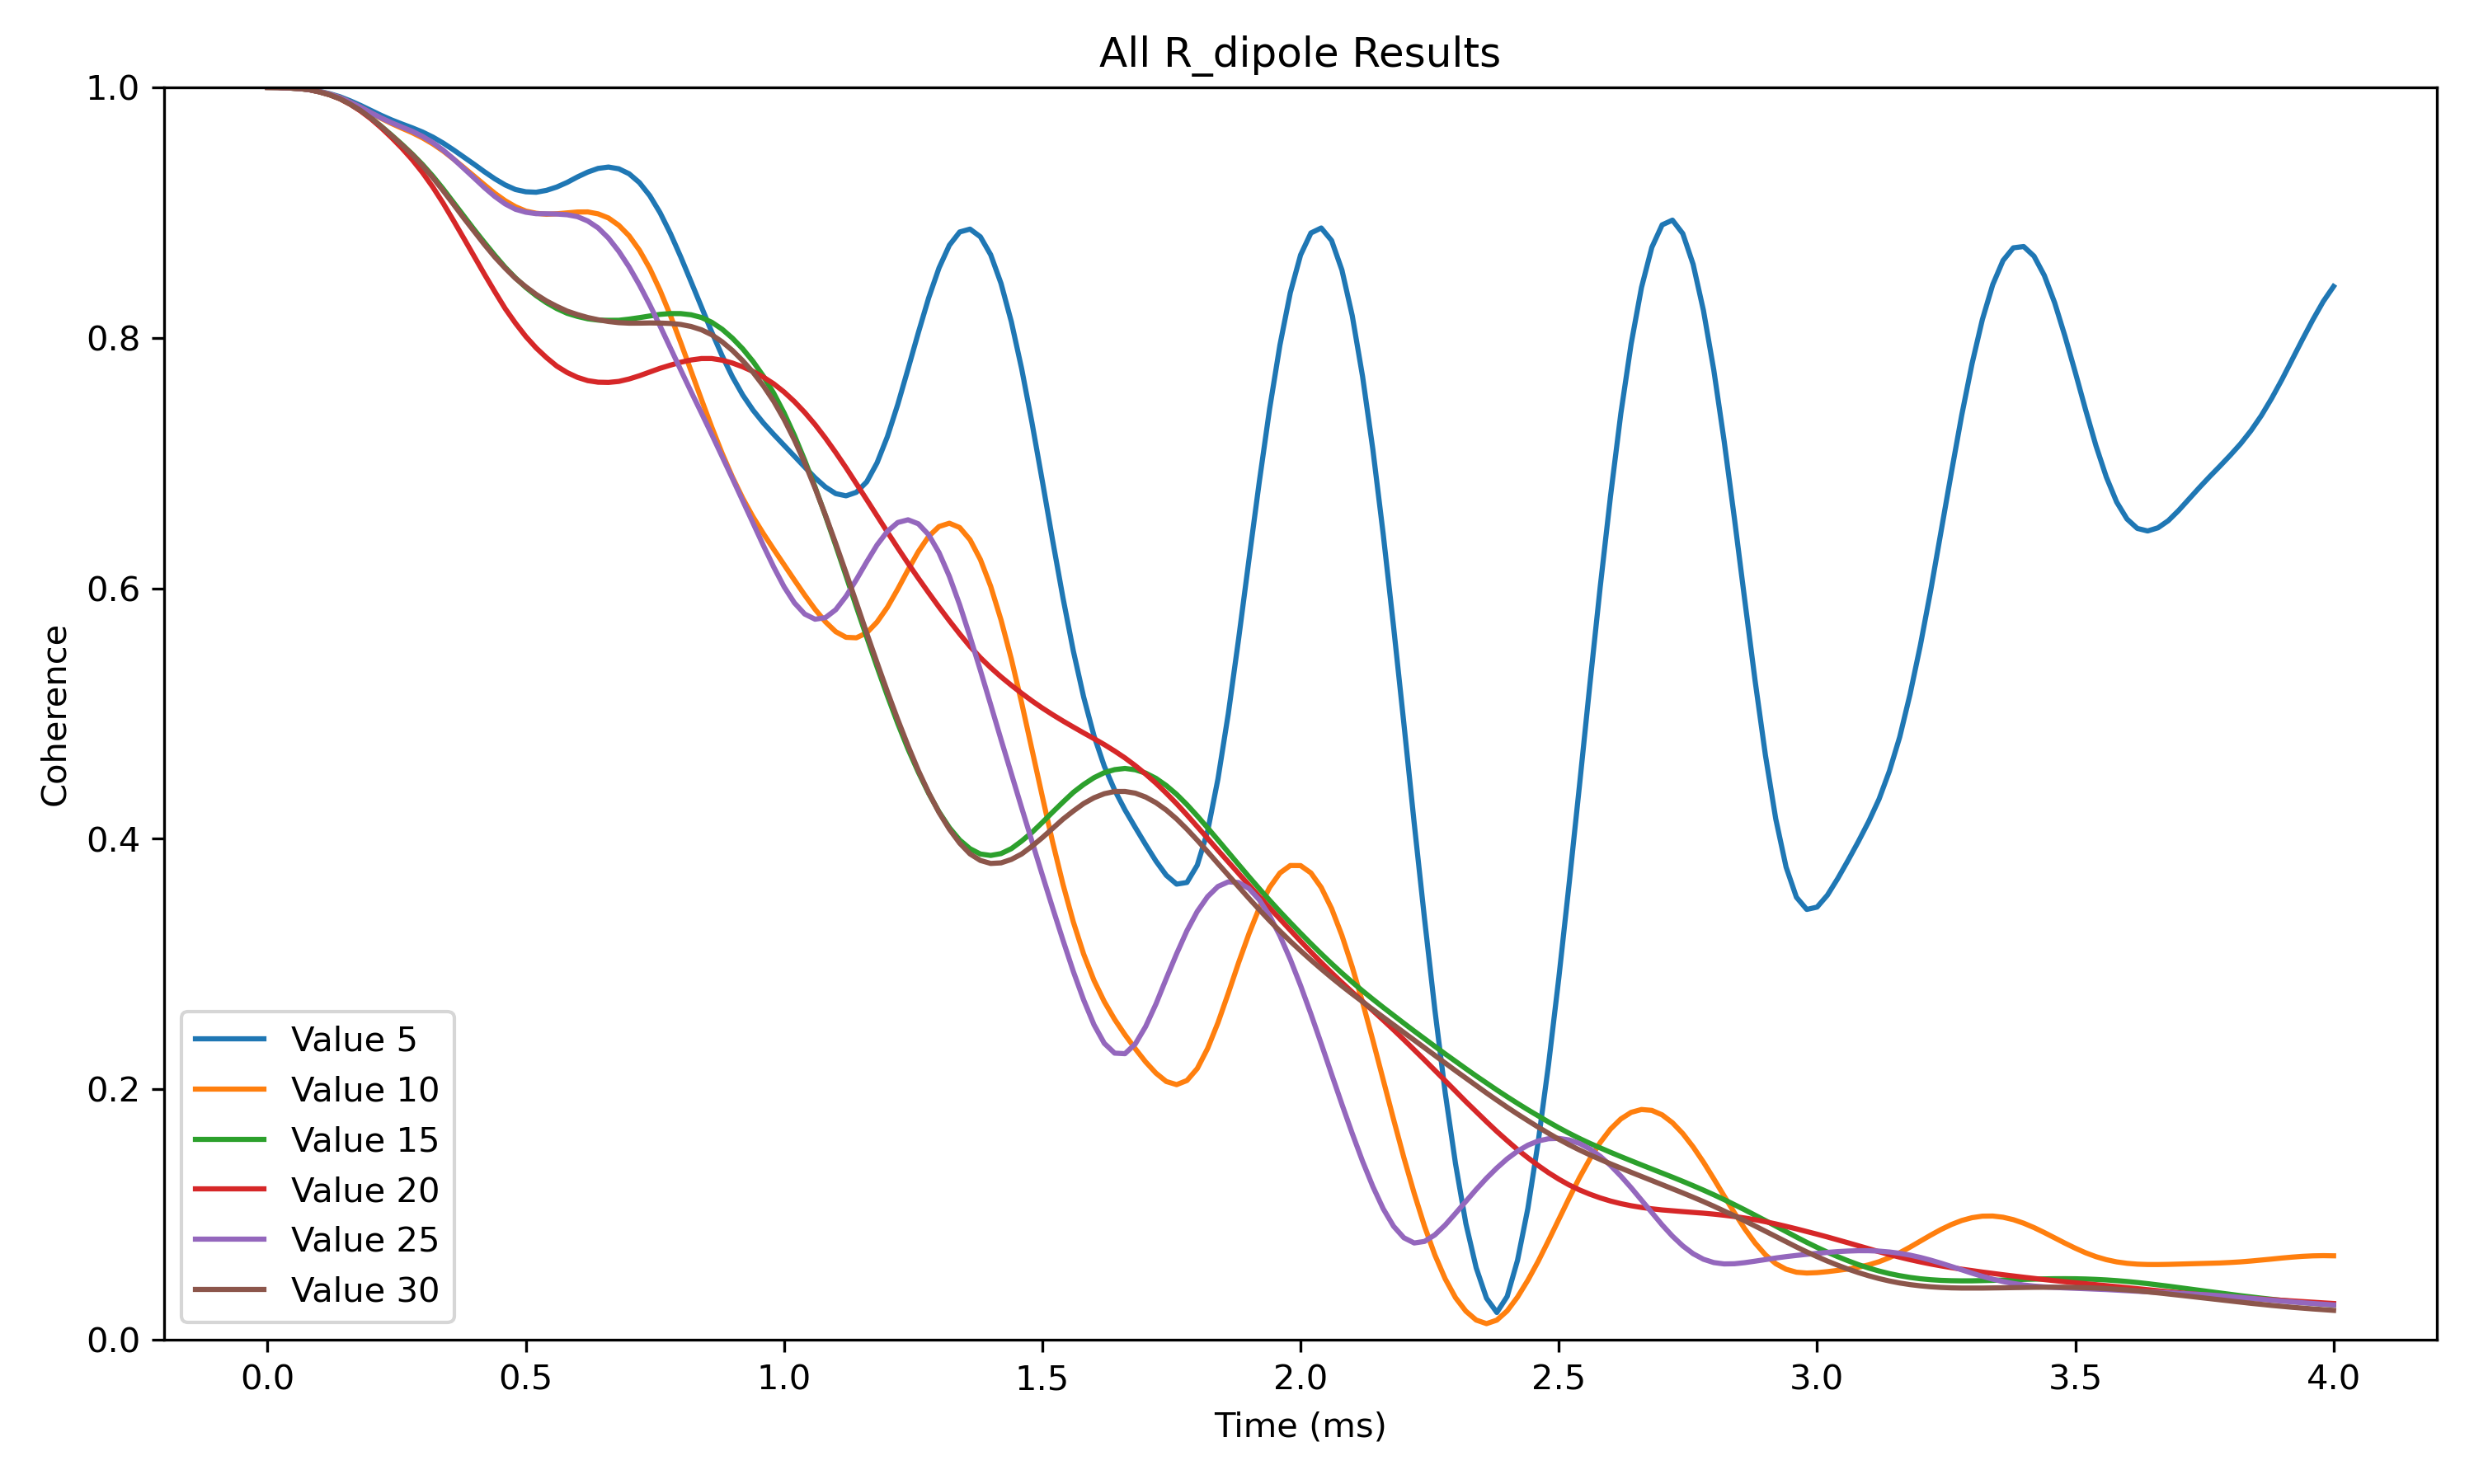 All R_dipole Results
1.0
0.8
0.6
0.4
0.2
0.0
Coherence
Value 5
Value 10
Value 15
Value 20
Value 25
Value 30
0.0 0.5 1.0 1.5 2.0 2.5 3.0 3.5 4.0
Time (ms)